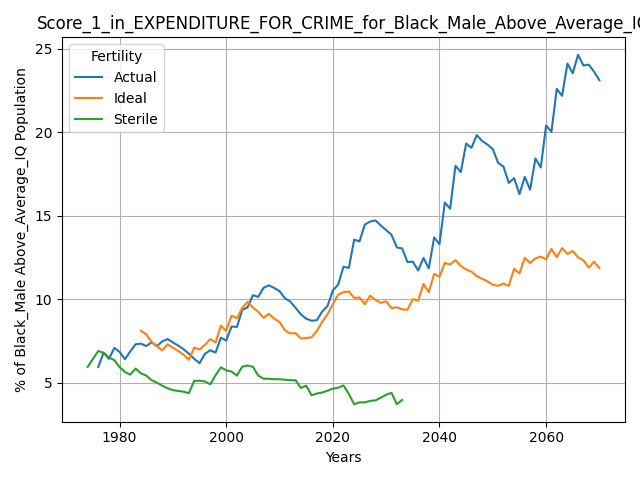 Score_1_in_EXPENDITURE_FOR_CRIME_for_Black_Male_Above_Average_IQ
Fertility
Actual
Ideal
Sterile
% of Black_Male Above_Average_IQ Population
25
20
15
10
5
1980 2000 2020 2040 2060
Years